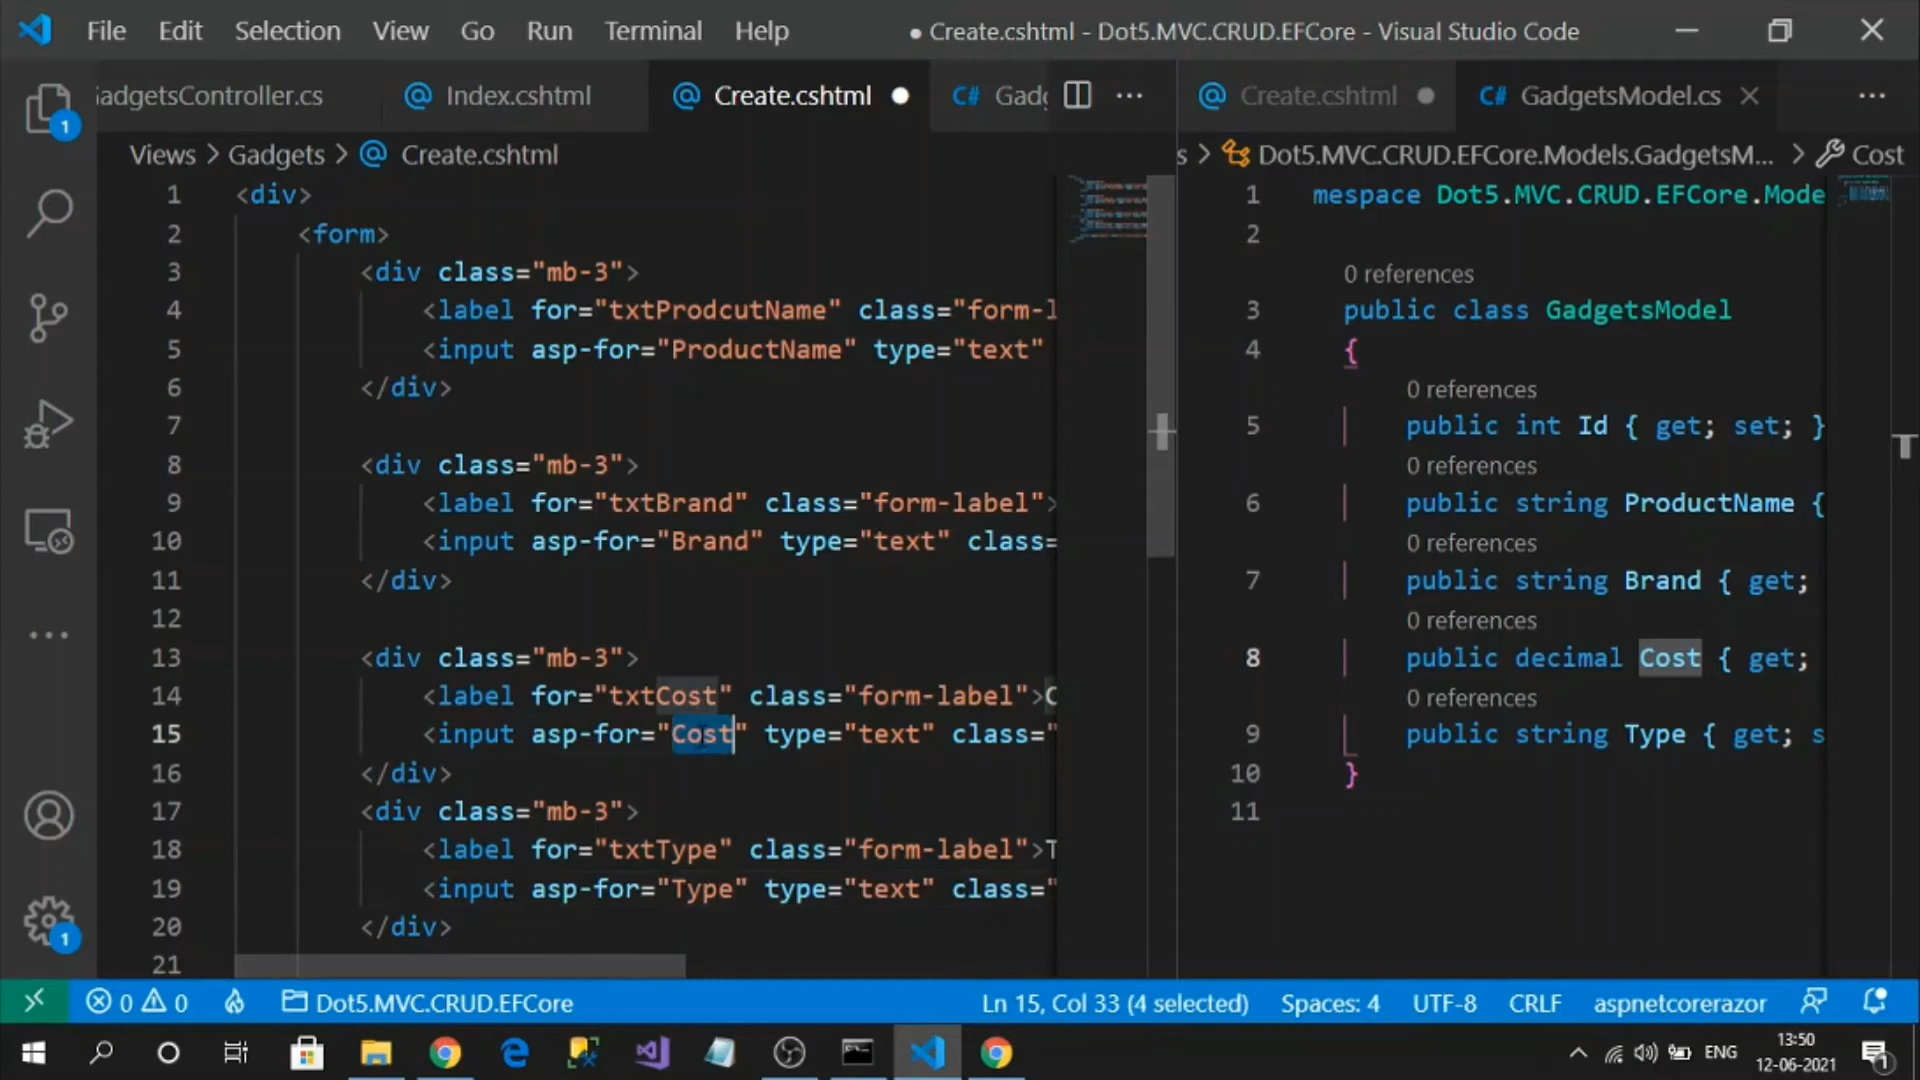 File Edit Selection View Go Run Terminal Help ● Create.cshtml - Dot5.MVC.CRUD.EFCore - Visual Studio Code
GadgetsController.cs @ Index.cshtml @ Create.cshtml ● C# Gadg ···
@ Create.cshtml ● C# GadgetsModel.cs × ···
Views > Gadgets > @ Create.cshtml
s > Dot5.MVC.CRUD.EFCore.Models.GadgetsM... > Cost
1 <div>
2 <form>
3 <div class="mb-3">
4 <label for="txtProdcutName" class="form-l
5 <input asp-for="ProductName" type="text"
6 </div>
7
8 <div class="mb-3">
9 <label for="txtBrand" class="form-label">
10 <input asp-for="Brand" type="text" class=
11 </div>
12
13 <div class="mb-3">
14 <label for="txtCost" class="form-label">C
15 <input asp-for="Cost" type="text" class="
16 </div>
17 <div class="mb-3">
18 <label for="txtType" class="form-label">T
19 <input asp-for="Type" type="text" class="
20 </div>
21
1 mespace Dot5.MVC.CRUD.EFCore.Mode
2
0 references
3 public class GadgetsModel
4 {
0 references
5 public int Id { get; set; }
0 references
6 public string ProductName {
0 references
7 public string Brand { get;
0 references
8 public decimal Cost { get;
0 references
9 public string Type { get; s
10 }
11
1
1
0 0 Dot5.MVC.CRUD.EFCore Ln 15, Col 33 (4 selected) Spaces: 4 UTF-8 CRLF aspnetcorerazor
ENG 13:50
12-06-2021
1